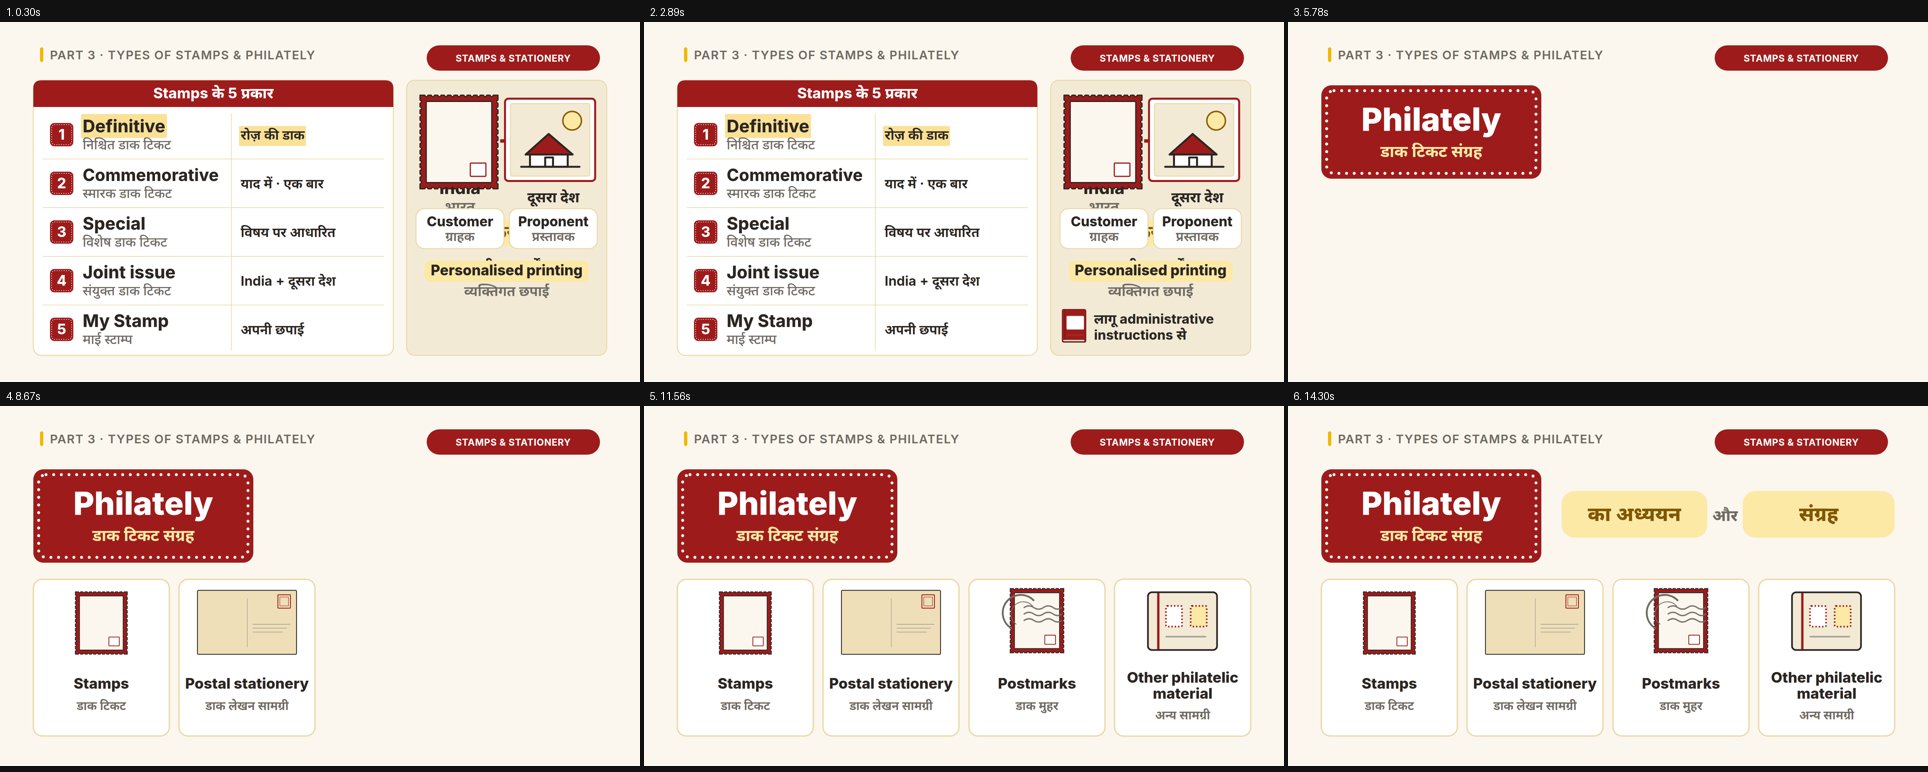 1. 0.30s
PART 3 · TYPES OF STAMPS & PHILATELY
STAMPS & STATIONERY
Stamps के 5 प्रकार
1 Definitive
निश्चित डाक टिकट
रोज़ की डाक
2 Commemorative
स्मारक डाक टिकट
याद में · एक बार
3 Special
विशेष डाक टिकट
विषय पर आधारित
4 Joint issue
संयुक्त डाक टिकट
India + दूसरा देश
5 My Stamp
माई स्टाम्प
अपनी छपाई
India
भारत
दूसरा देश
Customer
ग्राहक
Proponent
प्रस्तावक
Personalised printing
व्यक्तिगत छपाई
2. 2.89s
PART 3 · TYPES OF STAMPS & PHILATELY
STAMPS & STATIONERY
Stamps के 5 प्रकार
1 Definitive
निश्चित डाक टिकट
रोज़ की डाक
2 Commemorative
स्मारक डाक टिकट
याद में · एक बार
3 Special
विशेष डाक टिकट
विषय पर आधारित
4 Joint issue
संयुक्त डाक टिकट
India + दूसरा देश
5 My Stamp
माई स्टाम्प
अपनी छपाई
India
भारत
दूसरा देश
Customer
ग्राहक
Proponent
प्रस्तावक
Personalised printing
व्यक्तिगत छपाई
लागू administrative
instructions से
3. 5.78s
PART 3 · TYPES OF STAMPS & PHILATELY
STAMPS & STATIONERY
Philately
डाक टिकट संग्रह
4. 8.67s
PART 3 · TYPES OF STAMPS & PHILATELY
STAMPS & STATIONERY
Philately
डाक टिकट संग्रह
Stamps
डाक टिकट
Postal stationery
डाक लेखन सामग्री
5. 11.56s
PART 3 · TYPES OF STAMPS & PHILATELY
STAMPS & STATIONERY
Philately
डाक टिकट संग्रह
Stamps
डाक टिकट
Postal stationery
डाक लेखन सामग्री
Postmarks
डाक मुहर
Other philatelic
material
अन्य सामग्री
6. 14.30s
PART 3 · TYPES OF STAMPS & PHILATELY
STAMPS & STATIONERY
Philately
डाक टिकट संग्रह
का अध्ययन और संग्रह
Stamps
डाक टिकट
Postal stationery
डाक लेखन सामग्री
Postmarks
डाक मुहर
Other philatelic
material
अन्य सामग्री